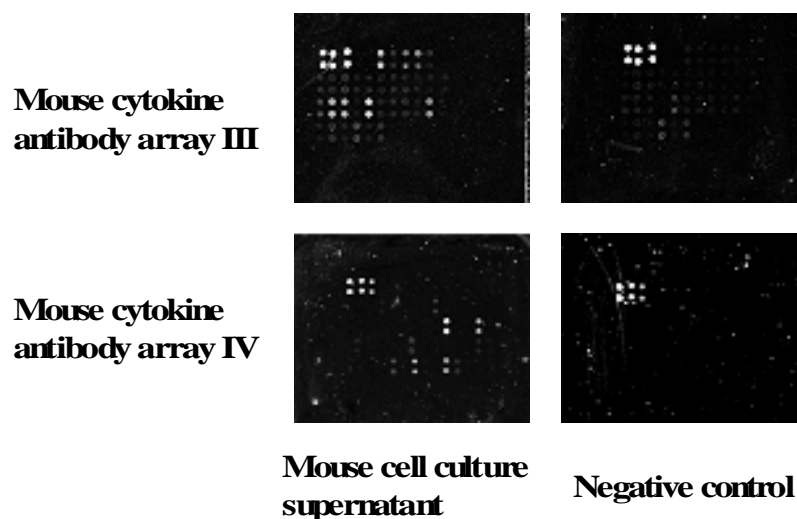 Mouse cytokine
antibody array III
Mouse cytokine
antibody array IV
Mouse cell culture
supernatant
Negative control